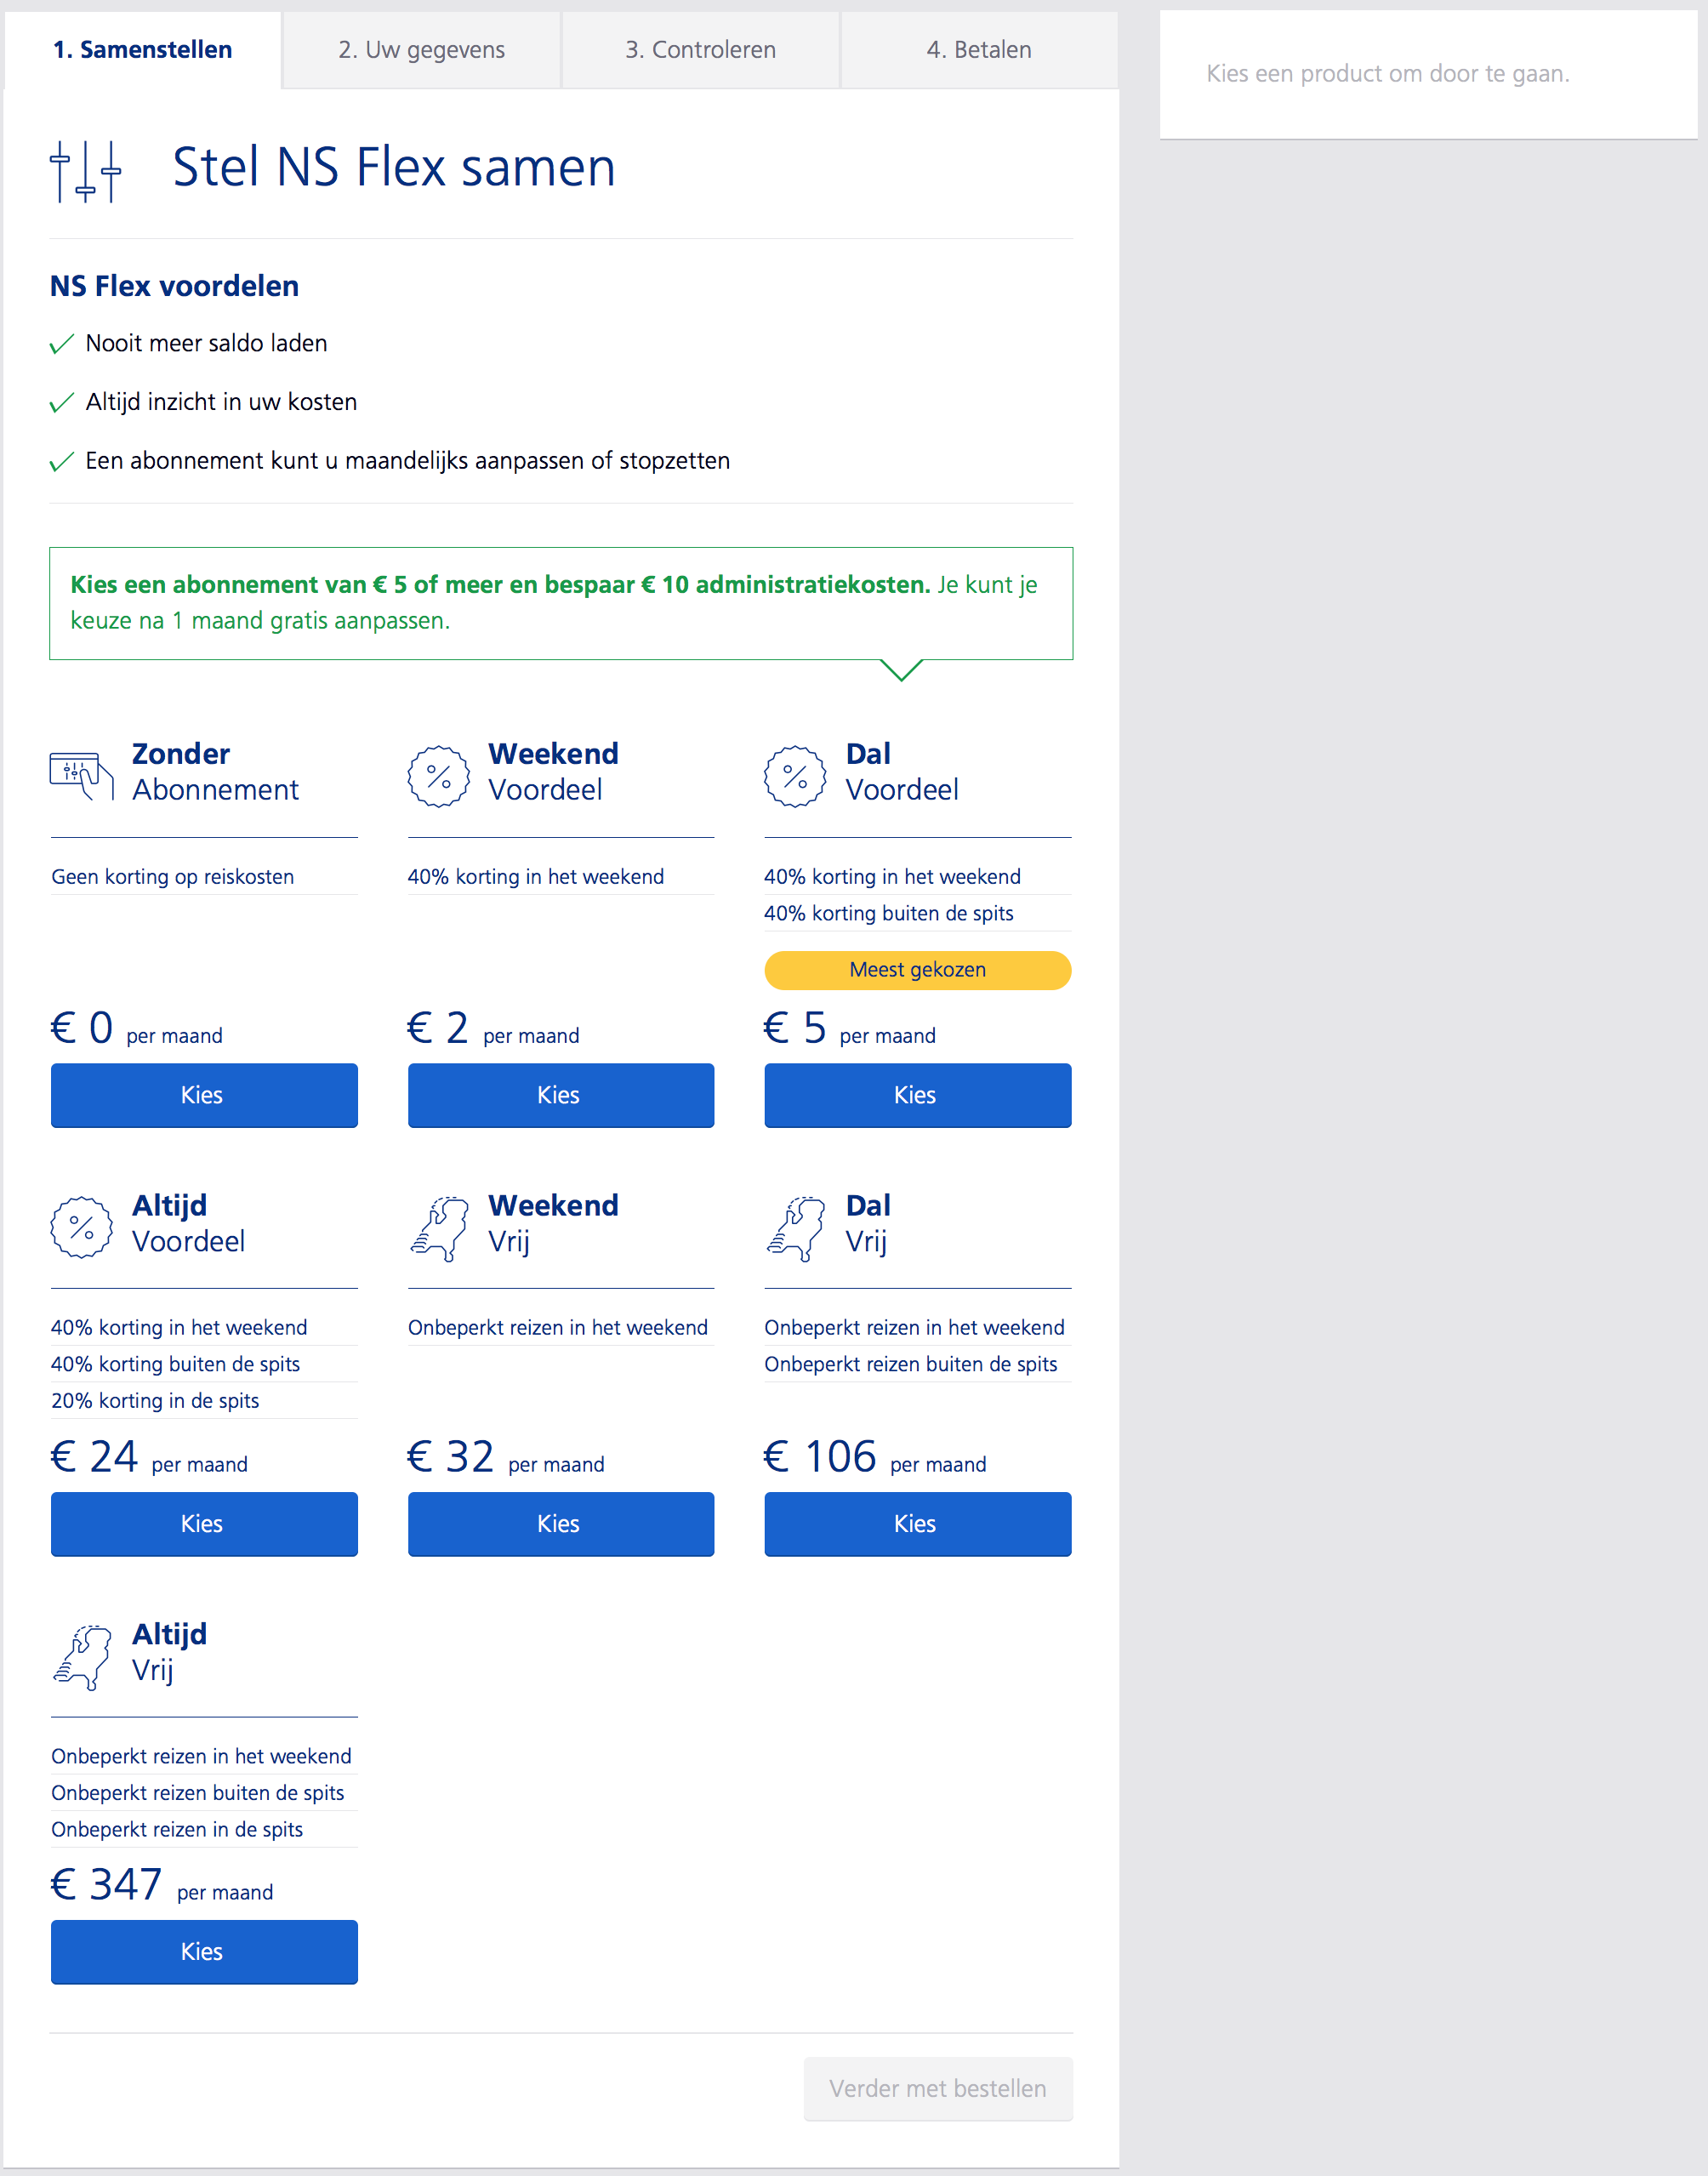 1. Samenstellen
2. Uw gegevens
3. Controleren
4. Betalen
Kies een product om door te gaan.
Stel NS Flex samen
NS Flex voordelen
Nooit meer saldo laden
Altijd inzicht in uw kosten
Een abonnement kunt u maandelijks aanpassen of stopzetten
Kies een abonnement van € 5 of meer en bespaar € 10 administratiekosten. Je kunt je
keuze na 1 maand gratis aanpassen.
Zonder
Abonnement
Geen korting op reiskosten
€ 0 per maand
Kies
Weekend
Voordeel
40% korting in het weekend
€ 2 per maand
Kies
Dal
Voordeel
40% korting in het weekend
40% korting buiten de spits
Meest gekozen
€ 5 per maand
Kies
Altijd
Voordeel
40% korting in het weekend
40% korting buiten de spits
20% korting in de spits
€ 24 per maand
Kies
Weekend
Vrij
Onbeperkt reizen in het weekend
€ 32 per maand
Kies
Dal
Vrij
Onbeperkt reizen in het weekend
Onbeperkt reizen buiten de spits
€ 106 per maand
Kies
Altijd
Vrij
Onbeperkt reizen in het weekend
Onbeperkt reizen buiten de spits
Onbeperkt reizen in de spits
€ 347 per maand
Kies
Verder met bestellen